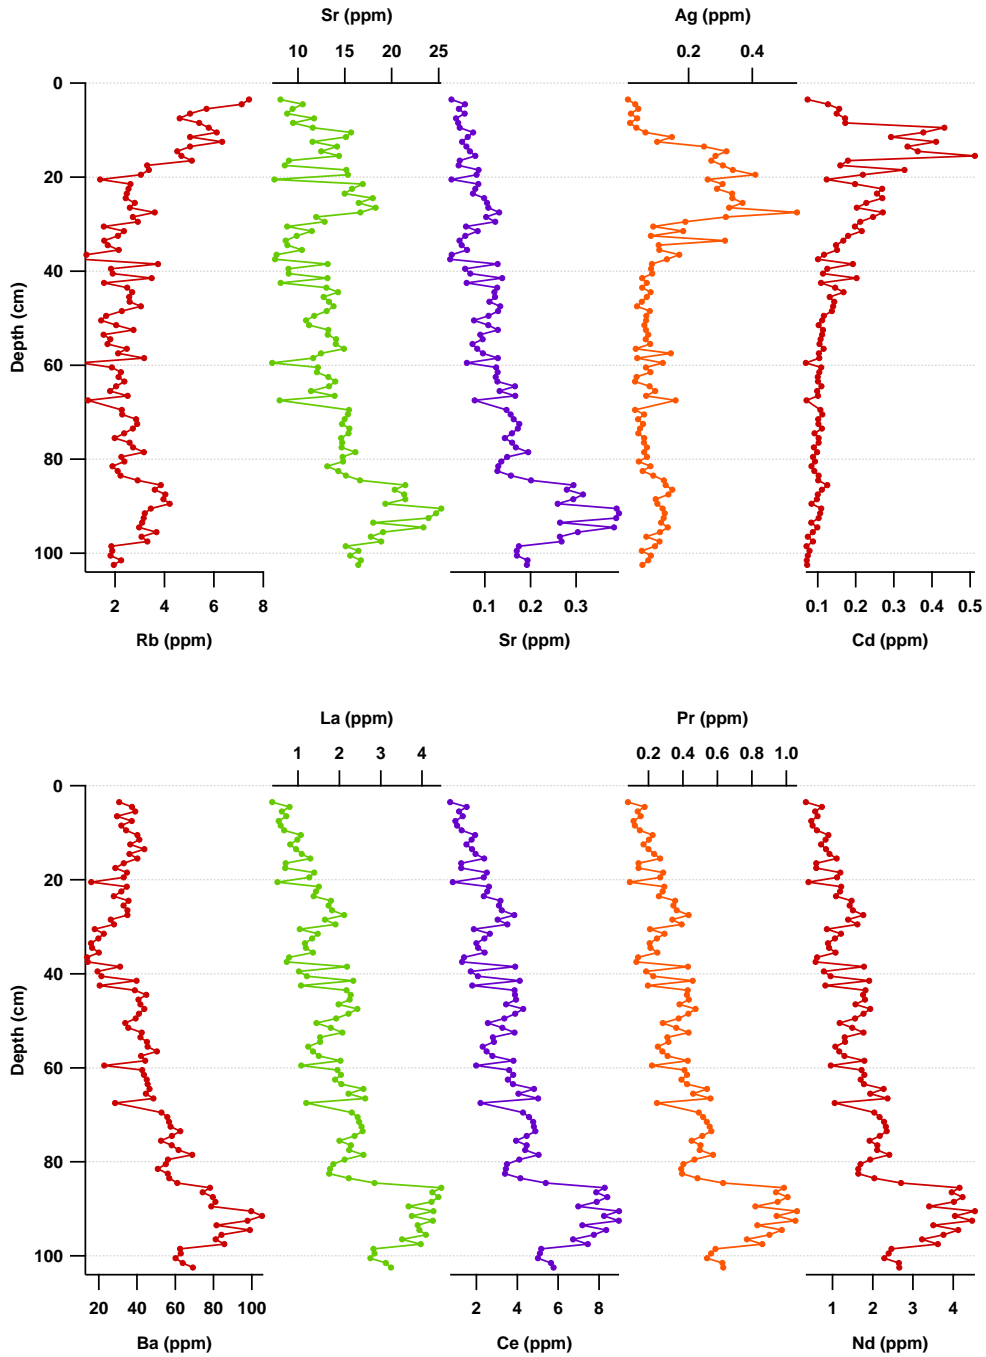 Sr (ppm) Ag (ppm)
10 15 20 25 0.2 0.4
0
20
40
60
80
100
Depth (cm)
2 4 6 8 0.1 0.2 0.3 0.1 0.2 0.3 0.4 0.5
Rb (ppm) Sr (ppm) Cd (ppm)
La (ppm) Pr (ppm)
1 2 3 4 0.2 0.4 0.6 0.8 1.0
0
20
40
60
80
100
Depth (cm)
20 40 60 80 100 2 4 6 8 1 2 3 4
Ba (ppm) Ce (ppm) Nd (ppm)